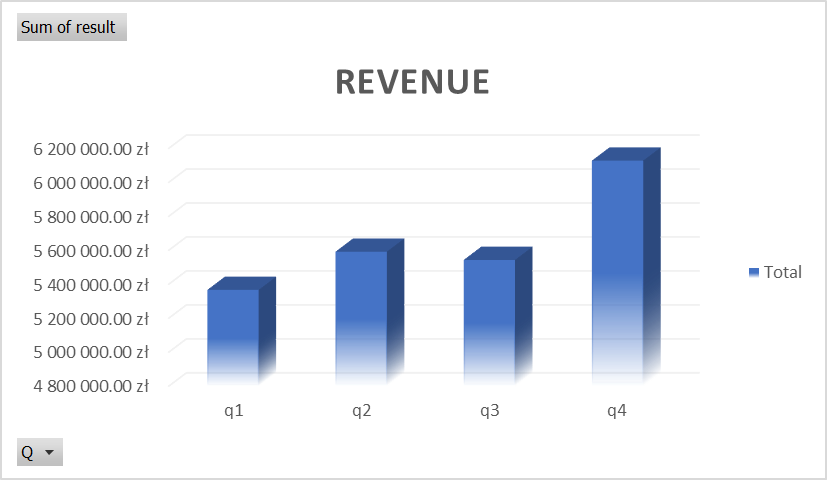 Sum of result
REVENUE
6 200 000.00 zł
6 000 000.00 zł
5 800 000.00 zł
5 600 000.00 zł
5 400 000.00 zł
5 200 000.00 zł
5 000 000.00 zł
4 800 000.00 zł
q1 q2 q3 q4
Total
Q